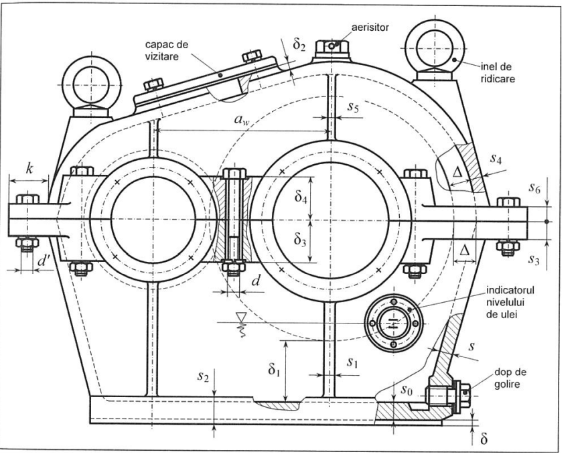 aerisitor
δ₂
capac de
vizitare
inel de
ridicare
s₅
a_w
s₄
Δ
k
s₆
δ₄
δ₃
Δ
s₃
d'
d
indicatorul
nivelului
de ulei
s
δ₁
s₁
s₂
s₀
dop de
golire
δ